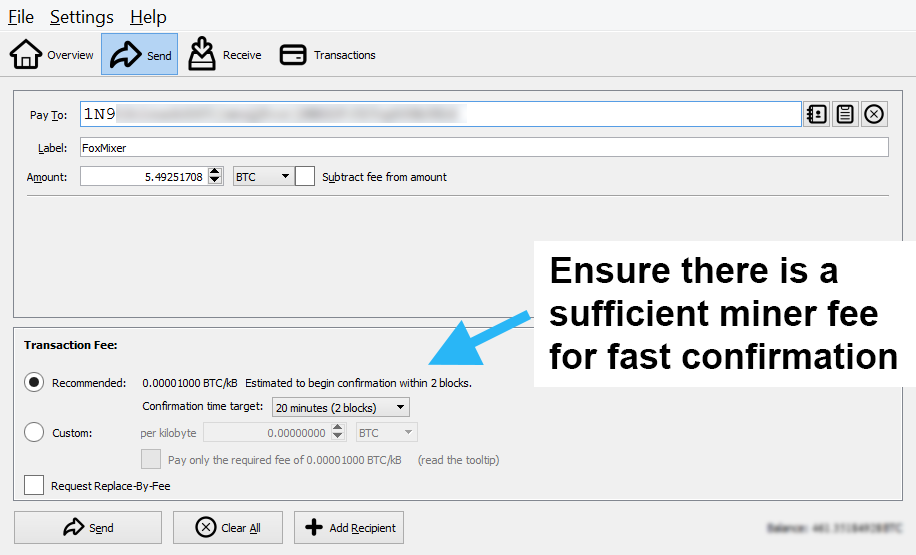 File Settings Help
Overview Send Receive Transactions
Pay To: 1N9
Label: FoxMixer
Amount: 5.49251708 BTC Subtract fee from amount
Ensure there is a
sufficient miner fee
for fast confirmation
Transaction Fee:
Recommended: 0.00001000 BTC/kB Estimated to begin confirmation within 2 blocks.
Confirmation time target: 20 minutes (2 blocks)
Custom: per kilobyte 0.00000000 BTC
Pay only the required fee of 0.00001000 BTC/kB (read the tooltip)
Request Replace-By-Fee
Send Clear All Add Recipient